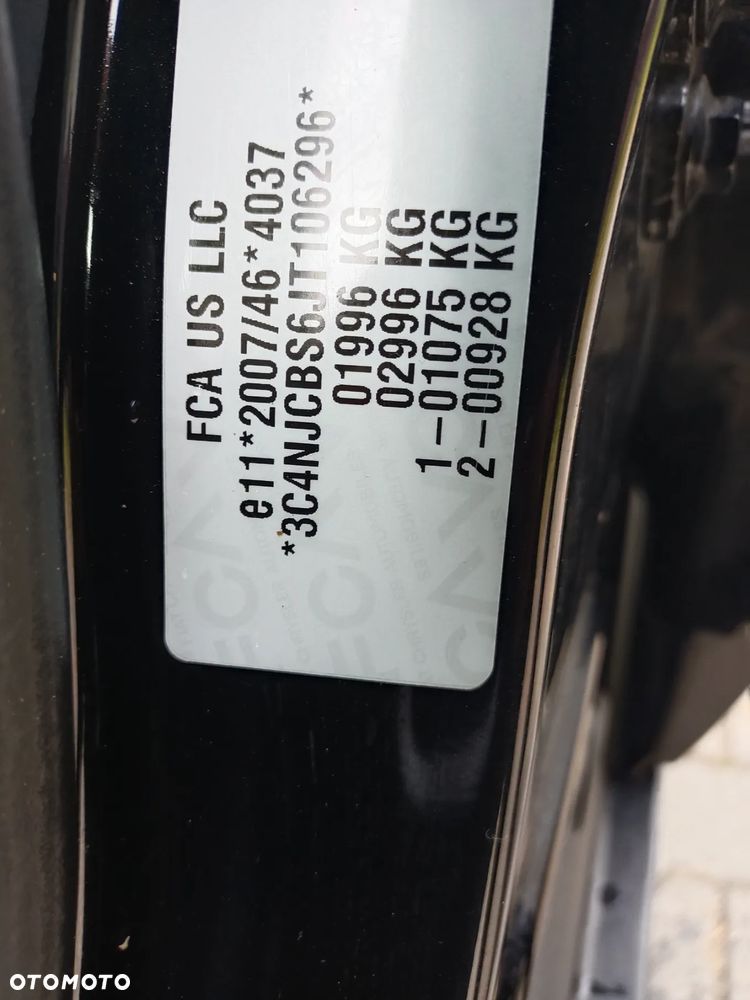 FCA US LLC
e11*2007/46*4037
*3C4NJCBS6JT106296*
01996 KG
02996 KG
1-01075 KG
2-00928 KG
OTOMOTO